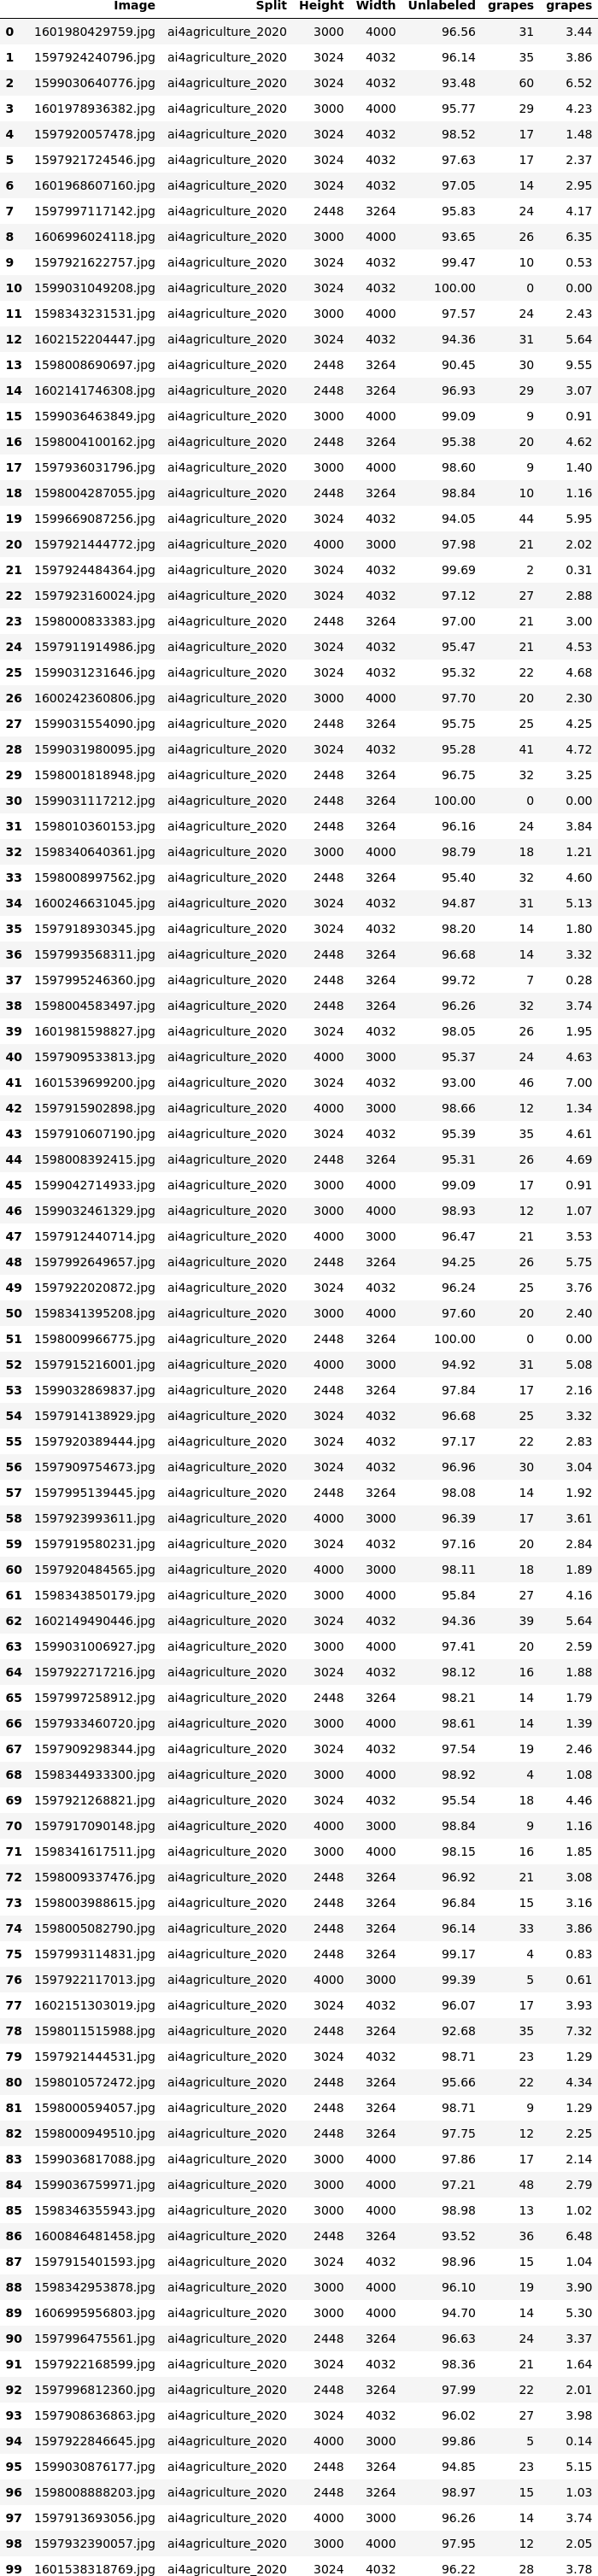 Image Split Height Width Unlabeled grapes grapes
0 1601980429759.jpg ai4agriculture_2020 3000 4000 96.56 31 3.44
1 1597924240796.jpg ai4agriculture_2020 3024 4032 96.14 35 3.86
2 1599030640776.jpg ai4agriculture_2020 3024 4032 93.48 60 6.52
3 1601978936382.jpg ai4agriculture_2020 3000 4000 95.77 29 4.23
4 1597920057478.jpg ai4agriculture_2020 3024 4032 98.52 17 1.48
5 1597921724546.jpg ai4agriculture_2020 3024 4032 97.63 17 2.37
6 1601968607160.jpg ai4agriculture_2020 3024 4032 97.05 14 2.95
7 1597997117142.jpg ai4agriculture_2020 2448 3264 95.83 24 4.17
8 1606996024118.jpg ai4agriculture_2020 3000 4000 93.65 26 6.35
9 1597921622757.jpg ai4agriculture_2020 3024 4032 99.47 10 0.53
10 1599031049208.jpg ai4agriculture_2020 3024 4032 100.00 0 0.00
11 1598343231531.jpg ai4agriculture_2020 3000 4000 97.57 24 2.43
12 1602152204447.jpg ai4agriculture_2020 3024 4032 94.36 31 5.64
13 1598008690697.jpg ai4agriculture_2020 2448 3264 90.45 30 9.55
14 1602141746308.jpg ai4agriculture_2020 2448 3264 96.93 29 3.07
15 1599036463849.jpg ai4agriculture_2020 3000 4000 99.09 9 0.91
16 1598004100162.jpg ai4agriculture_2020 2448 3264 95.38 20 4.62
17 1597936031796.jpg ai4agriculture_2020 3000 4000 98.60 9 1.40
18 1598004287055.jpg ai4agriculture_2020 2448 3264 98.84 10 1.16
19 1599669087256.jpg ai4agriculture_2020 3024 4032 94.05 44 5.95
20 1597921444772.jpg ai4agriculture_2020 4000 3000 97.98 21 2.02
21 1597924484364.jpg ai4agriculture_2020 3024 4032 99.69 2 0.31
22 1597923160024.jpg ai4agriculture_2020 3024 4032 97.12 27 2.88
23 1598000833383.jpg ai4agriculture_2020 2448 3264 97.00 21 3.00
24 1597911914986.jpg ai4agriculture_2020 3024 4032 95.47 21 4.53
25 1599031231646.jpg ai4agriculture_2020 3024 4032 95.32 22 4.68
26 1600242360806.jpg ai4agriculture_2020 3000 4000 97.70 20 2.30
27 1599031554090.jpg ai4agriculture_2020 2448 3264 95.75 25 4.25
28 1599031980095.jpg ai4agriculture_2020 3024 4032 95.28 41 4.72
29 1598001818948.jpg ai4agriculture_2020 2448 3264 96.75 32 3.25
30 1599031117212.jpg ai4agriculture_2020 2448 3264 100.00 0 0.00
31 1598010360153.jpg ai4agriculture_2020 2448 3264 96.16 24 3.84
32 1598340640361.jpg ai4agriculture_2020 3000 4000 98.79 18 1.21
33 1598008997562.jpg ai4agriculture_2020 2448 3264 95.40 32 4.60
34 1600246631045.jpg ai4agriculture_2020 3024 4032 94.87 31 5.13
35 1597918930345.jpg ai4agriculture_2020 3024 4032 98.20 14 1.80
36 1597993568311.jpg ai4agriculture_2020 2448 3264 96.68 14 3.32
37 1597995246360.jpg ai4agriculture_2020 2448 3264 99.72 7 0.28
38 1598004583497.jpg ai4agriculture_2020 2448 3264 96.26 32 3.74
39 1601981598827.jpg ai4agriculture_2020 3024 4032 98.05 26 1.95
40 1597909533813.jpg ai4agriculture_2020 4000 3000 95.37 24 4.63
41 1601539699200.jpg ai4agriculture_2020 3024 4032 93.00 46 7.00
42 1597915902898.jpg ai4agriculture_2020 4000 3000 98.66 12 1.34
43 1597910607190.jpg ai4agriculture_2020 3024 4032 95.39 35 4.61
44 1598008392415.jpg ai4agriculture_2020 2448 3264 95.31 26 4.69
45 1599042714933.jpg ai4agriculture_2020 3000 4000 99.09 17 0.91
46 1599032461329.jpg ai4agriculture_2020 3000 4000 98.93 12 1.07
47 1597912440714.jpg ai4agriculture_2020 4000 3000 96.47 21 3.53
48 1597992649657.jpg ai4agriculture_2020 2448 3264 94.25 26 5.75
49 1597922020872.jpg ai4agriculture_2020 3024 4032 96.24 25 3.76
50 1598341395208.jpg ai4agriculture_2020 3000 4000 97.60 20 2.40
51 1598009966775.jpg ai4agriculture_2020 2448 3264 100.00 0 0.00
52 1597915216001.jpg ai4agriculture_2020 4000 3000 94.92 31 5.08
53 1599032869837.jpg ai4agriculture_2020 2448 3264 97.84 17 2.16
54 1597914138929.jpg ai4agriculture_2020 3024 4032 96.68 25 3.32
55 1597920389444.jpg ai4agriculture_2020 3024 4032 97.17 22 2.83
56 1597909754673.jpg ai4agriculture_2020 3024 4032 96.96 30 3.04
57 1597995139445.jpg ai4agriculture_2020 2448 3264 98.08 14 1.92
58 1597923993611.jpg ai4agriculture_2020 4000 3000 96.39 17 3.61
59 1597919580231.jpg ai4agriculture_2020 3024 4032 97.16 20 2.84
60 1597920484565.jpg ai4agriculture_2020 4000 3000 98.11 18 1.89
61 1598343850179.jpg ai4agriculture_2020 3000 4000 95.84 27 4.16
62 1602149490446.jpg ai4agriculture_2020 3024 4032 94.36 39 5.64
63 1599031006927.jpg ai4agriculture_2020 3000 4000 97.41 20 2.59
64 1597922717216.jpg ai4agriculture_2020 3024 4032 98.12 16 1.88
65 1597997258912.jpg ai4agriculture_2020 2448 3264 98.21 14 1.79
66 1597933460720.jpg ai4agriculture_2020 3000 4000 98.61 14 1.39
67 1597909298344.jpg ai4agriculture_2020 3024 4032 97.54 19 2.46
68 1598344933300.jpg ai4agriculture_2020 3000 4000 98.92 4 1.08
69 1597921268821.jpg ai4agriculture_2020 3024 4032 95.54 18 4.46
70 1597917090148.jpg ai4agriculture_2020 4000 3000 98.84 9 1.16
71 1598341617511.jpg ai4agriculture_2020 3000 4000 98.15 16 1.85
72 1598009337476.jpg ai4agriculture_2020 2448 3264 96.92 21 3.08
73 1598003988615.jpg ai4agriculture_2020 2448 3264 96.84 15 3.16
74 1598005082790.jpg ai4agriculture_2020 2448 3264 96.14 33 3.86
75 1597993114831.jpg ai4agriculture_2020 2448 3264 99.17 4 0.83
76 1597922117013.jpg ai4agriculture_2020 4000 3000 99.39 5 0.61
77 1602151303019.jpg ai4agriculture_2020 3024 4032 96.07 17 3.93
78 1598011515988.jpg ai4agriculture_2020 2448 3264 92.68 35 7.32
79 1597921444531.jpg ai4agriculture_2020 3024 4032 98.71 23 1.29
80 1598010572472.jpg ai4agriculture_2020 2448 3264 95.66 22 4.34
81 1598000594057.jpg ai4agriculture_2020 2448 3264 98.71 9 1.29
82 1598000949510.jpg ai4agriculture_2020 2448 3264 97.75 12 2.25
83 1599036817088.jpg ai4agriculture_2020 3000 4000 97.86 17 2.14
84 1599036759971.jpg ai4agriculture_2020 3000 4000 97.21 48 2.79
85 1598346355943.jpg ai4agriculture_2020 3000 4000 98.98 13 1.02
86 1600846481458.jpg ai4agriculture_2020 2448 3264 93.52 36 6.48
87 1597915401593.jpg ai4agriculture_2020 3024 4032 98.96 15 1.04
88 1598342953878.jpg ai4agriculture_2020 3000 4000 96.10 19 3.90
89 1606995956803.jpg ai4agriculture_2020 3000 4000 94.70 14 5.30
90 1597996475561.jpg ai4agriculture_2020 2448 3264 96.63 24 3.37
91 1597922168599.jpg ai4agriculture_2020 3024 4032 98.36 21 1.64
92 1597996812360.jpg ai4agriculture_2020 2448 3264 97.99 22 2.01
93 1597908636863.jpg ai4agriculture_2020 3024 4032 96.02 27 3.98
94 1597922846645.jpg ai4agriculture_2020 4000 3000 99.86 5 0.14
95 1599030876177.jpg ai4agriculture_2020 2448 3264 94.85 23 5.15
96 1598008888203.jpg ai4agriculture_2020 2448 3264 98.97 15 1.03
97 1597913693056.jpg ai4agriculture_2020 4000 3000 96.26 14 3.74
98 1597932390057.jpg ai4agriculture_2020 3000 4000 97.95 12 2.05
99 1601538318769.jpg ai4agriculture_2020 3024 4032 96.22 28 3.78